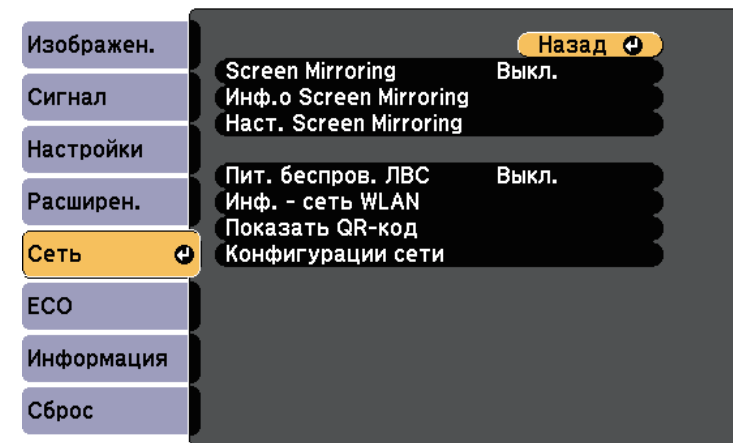 Изображен.
Сигнал
Настройки
Расширен.
Сеть
ECO
Информация
Сброс
Назад
Screen Mirroring Выкл.
Инф.о Screen Mirroring
Наст. Screen Mirroring
Пит. беспров. ЛВС Выкл.
Инф. - сеть WLAN
Показать QR-код
Конфигурации сети